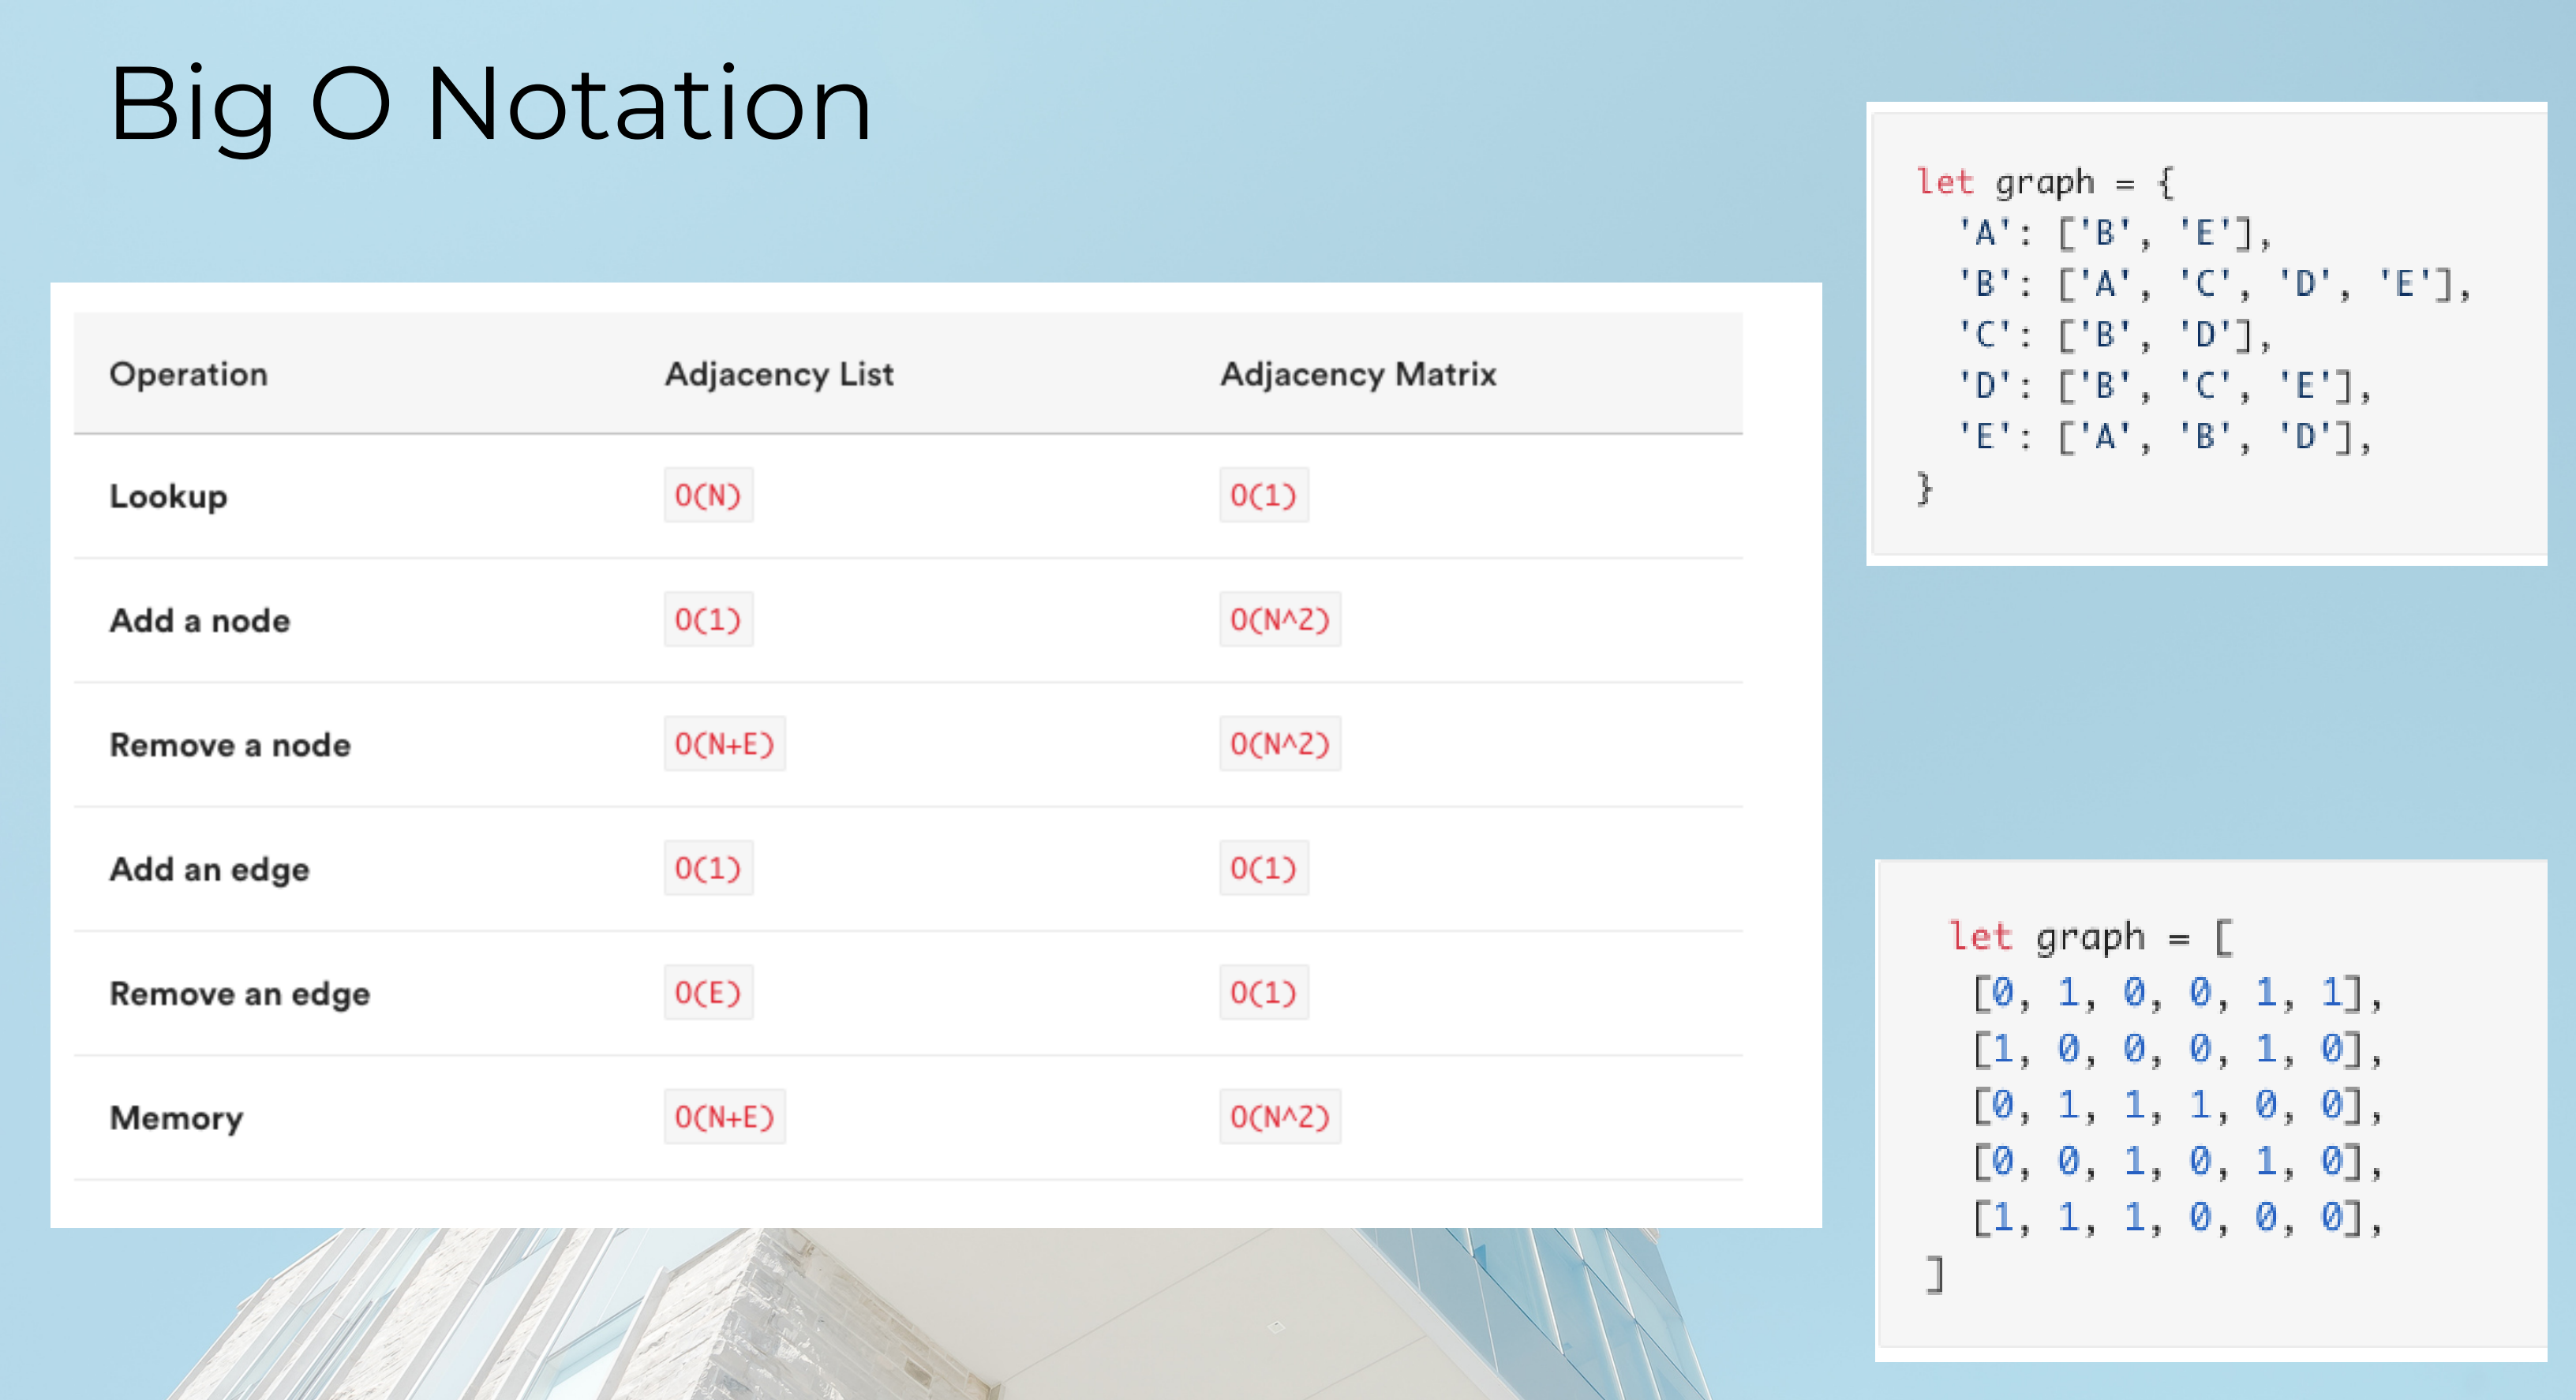 Big O Notation
Operation Adjacency List Adjacency Matrix
Lookup O(N) O(1)
Add a node O(1) O(N^2)
Remove a node O(N+E) O(N^2)
Add an edge O(1) O(1)
Remove an edge O(E) O(1)
Memory O(N+E) O(N^2)
let graph = {
'A': ['B', 'E'],
'B': ['A', 'C', 'D', 'E'],
'C': ['B', 'D'],
'D': ['B', 'C', 'E'],
'E': ['A', 'B', 'D'],
}
let graph = [
[0, 1, 0, 0, 1, 1],
[1, 0, 0, 0, 1, 0],
[0, 1, 1, 1, 0, 0],
[0, 0, 1, 0, 1, 0],
[1, 1, 1, 0, 0, 0],
]